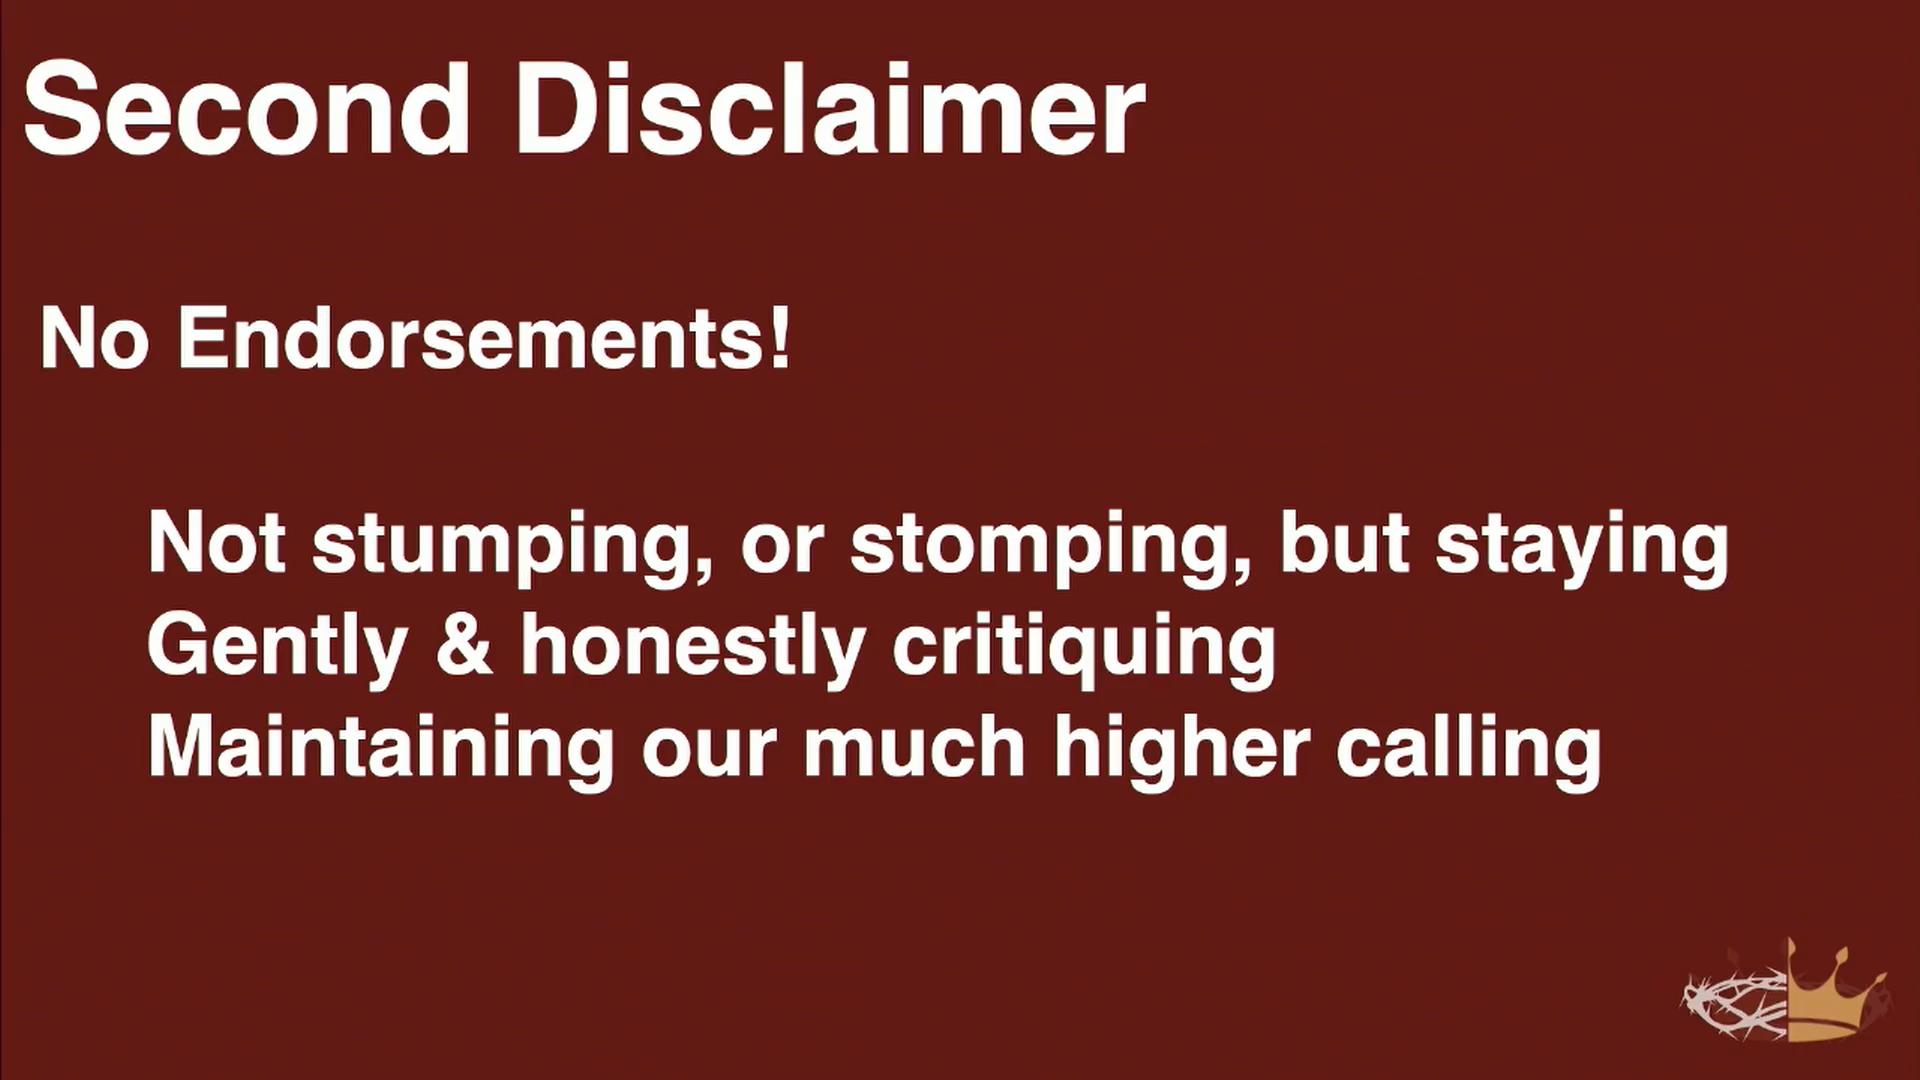 Second Disclaimer
No Endorsements!
Not stumping, or stomping, but staying
Gently & honestly critiquing
Maintaining our much higher calling